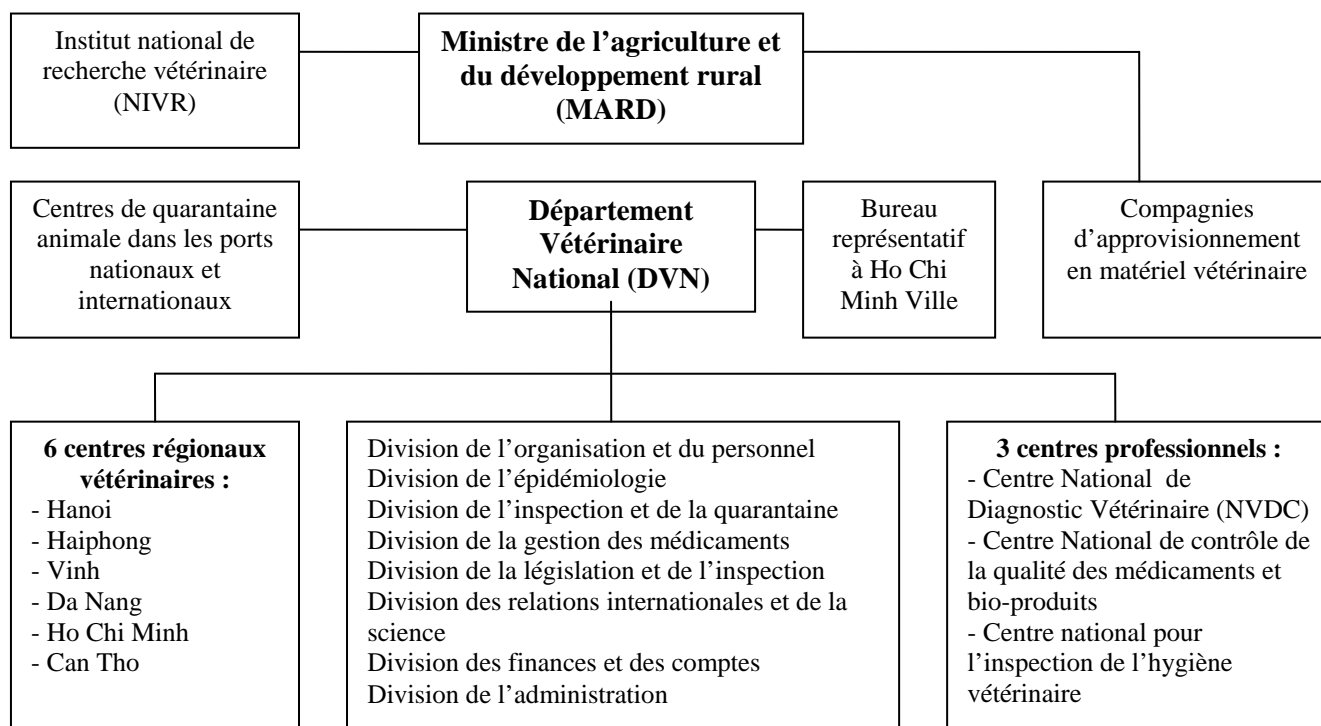 Institut national de
recherche vétérinaire
(NIVR)
Ministre de l’agriculture et
du développement rural
(MARD)
Centres de quarantaine
animale dans les ports
nationaux et
internationaux
Département
Vétérinaire
National (DVN)
Bureau
représentatif
à Ho Chi
Minh Ville
Compagnies
d’approvisionnement
en matériel vétérinaire
6 centres régionaux
vétérinaires :
- Hanoi
- Haiphong
- Vinh
- Da Nang
- Ho Chi Minh
- Can Tho
Division de l’organisation et du personnel
Division de l’épidémiologie
Division de l’inspection et de la quarantaine
Division de la gestion des médicaments
Division de la législation et de l’inspection
Division des relations internationales et de la
science
Division des finances et des comptes
Division de l’administration
3 centres professionnels :
- Centre National de
Diagnostic Vétérinaire (NVDC)
- Centre National de contrôle de
la qualité des médicaments et
bio-produits
- Centre national pour
l’inspection de l’hygiène
vétérinaire